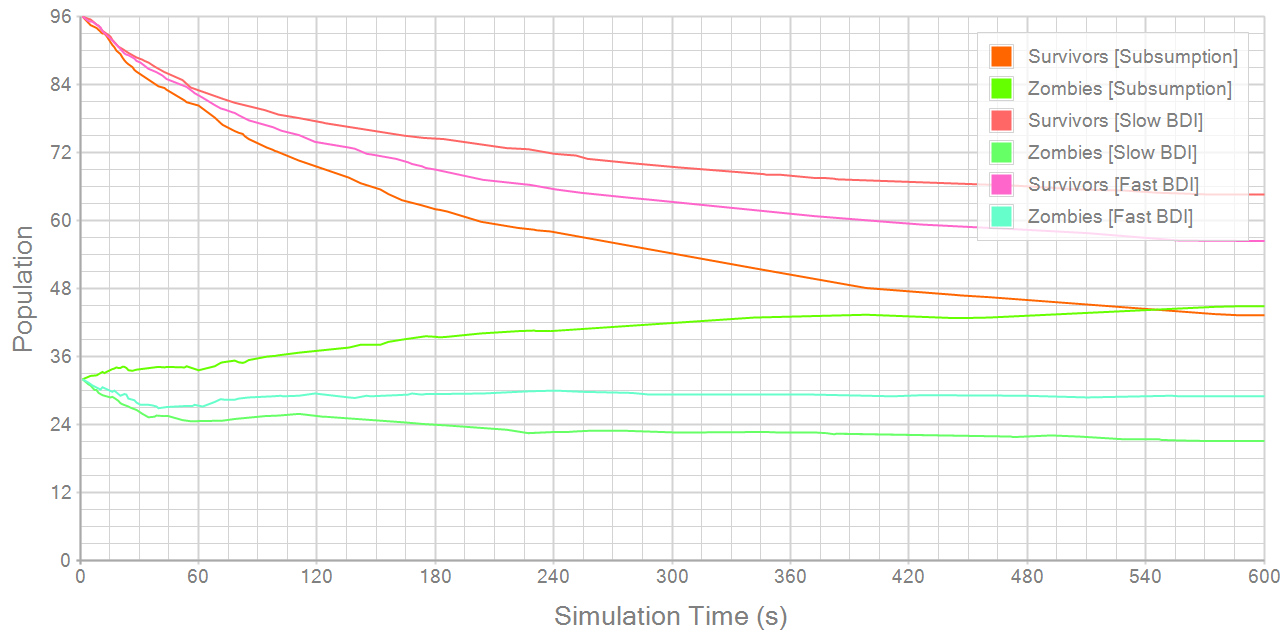 96
84
72
60
48
36
24
12
0
Population
0 60 120 180 240 300 360 420 480 540 600
Simulation Time (s)
Survivors [Subsumption]
Zombies [Subsumption]
Survivors [Slow BDI]
Zombies [Slow BDI]
Survivors [Fast BDI]
Zombies [Fast BDI]